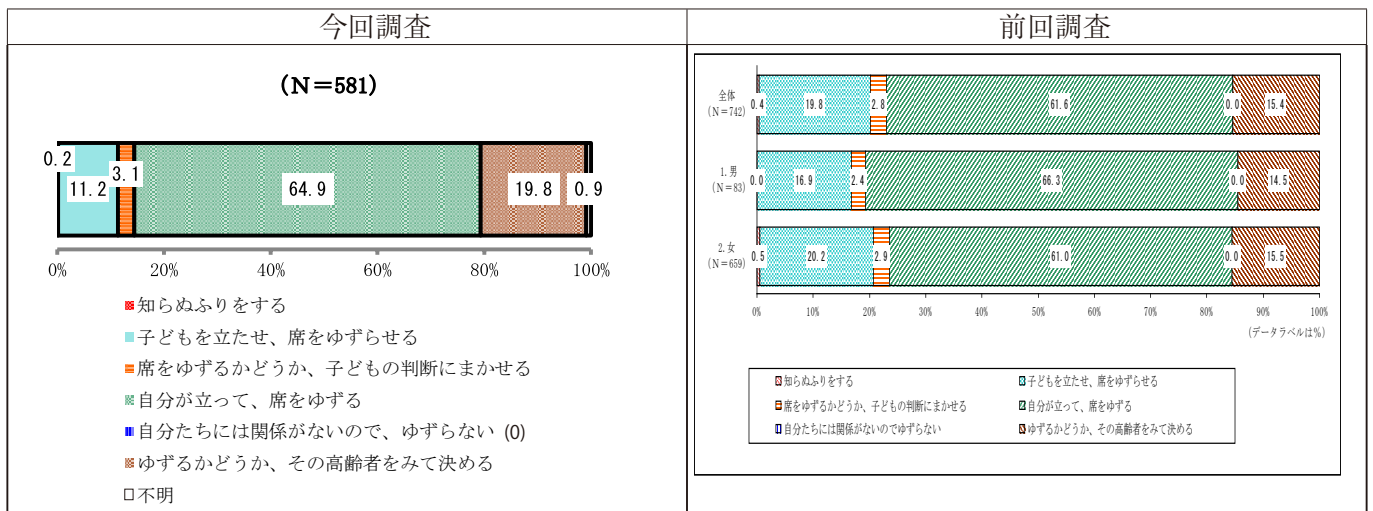 今回調査
前回調査
(N＝581)
0.2
11.2
3.1
64.9
19.8
0.9
0%
20%
40%
60%
80%
100%
知らぬふりをする
子どもを立たせ、席をゆずらせる
席をゆずるかどうか、子どもの判断にまかせる
自分が立って、席をゆずる
自分たちには関係がないので、ゆずらない (0)
ゆずるかどうか、その高齢者をみて決める
不明
全体
(N＝742)
0.4
19.8
2.8
61.6
0.0
15.4
1.男
(N＝83)
0.0
16.9
2.4
66.3
0.0
14.5
2.女
(N＝659)
0.5
20.2
2.9
61.0
0.0
15.5
0%
10%
20%
30%
40%
50%
60%
70%
80%
90%
100%
(データラベルは%)
知らぬふりをする
子どもを立たせ、席をゆずらせる
席をゆずるかどうか、子どもの判断にまかせる
自分が立って、席をゆずる
自分たちには関係がないのでゆずらない
ゆずるかどうか、その高齢者をみて決める